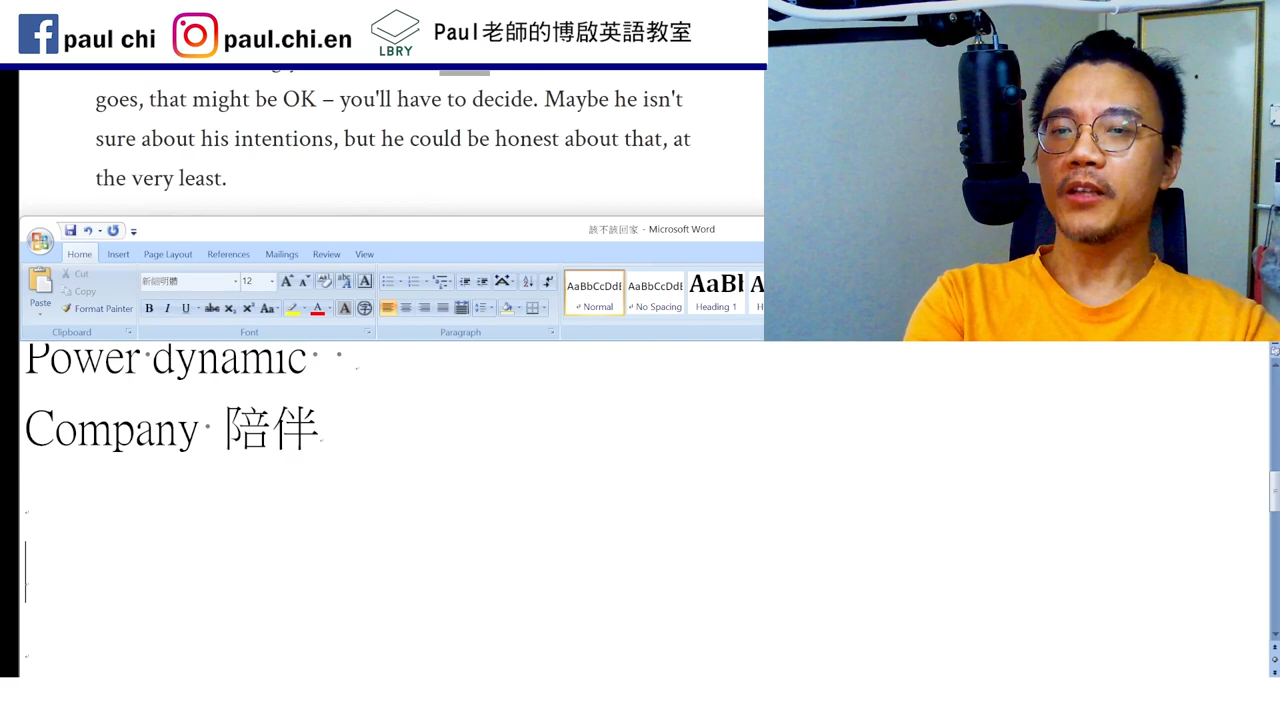 paul chi
paul.chi.en
LBRY
Paul老師的博啟英語教室
goes, that might be OK – you'll have to decide. Maybe he isn't
sure about his intentions, but he could be honest about that, at
the very least.
該不該回家 - Microsoft Word
Home Insert Page Layout References Mailings Review View
Paste
Cut
Copy
Format Painter
Clipboard
新細明體 12
Font
Paragraph
AaBbCcDdE
Normal
AaBbCcDdE
No Spacing
AaBl
Heading 1
Power dynamic
Company 陪伴